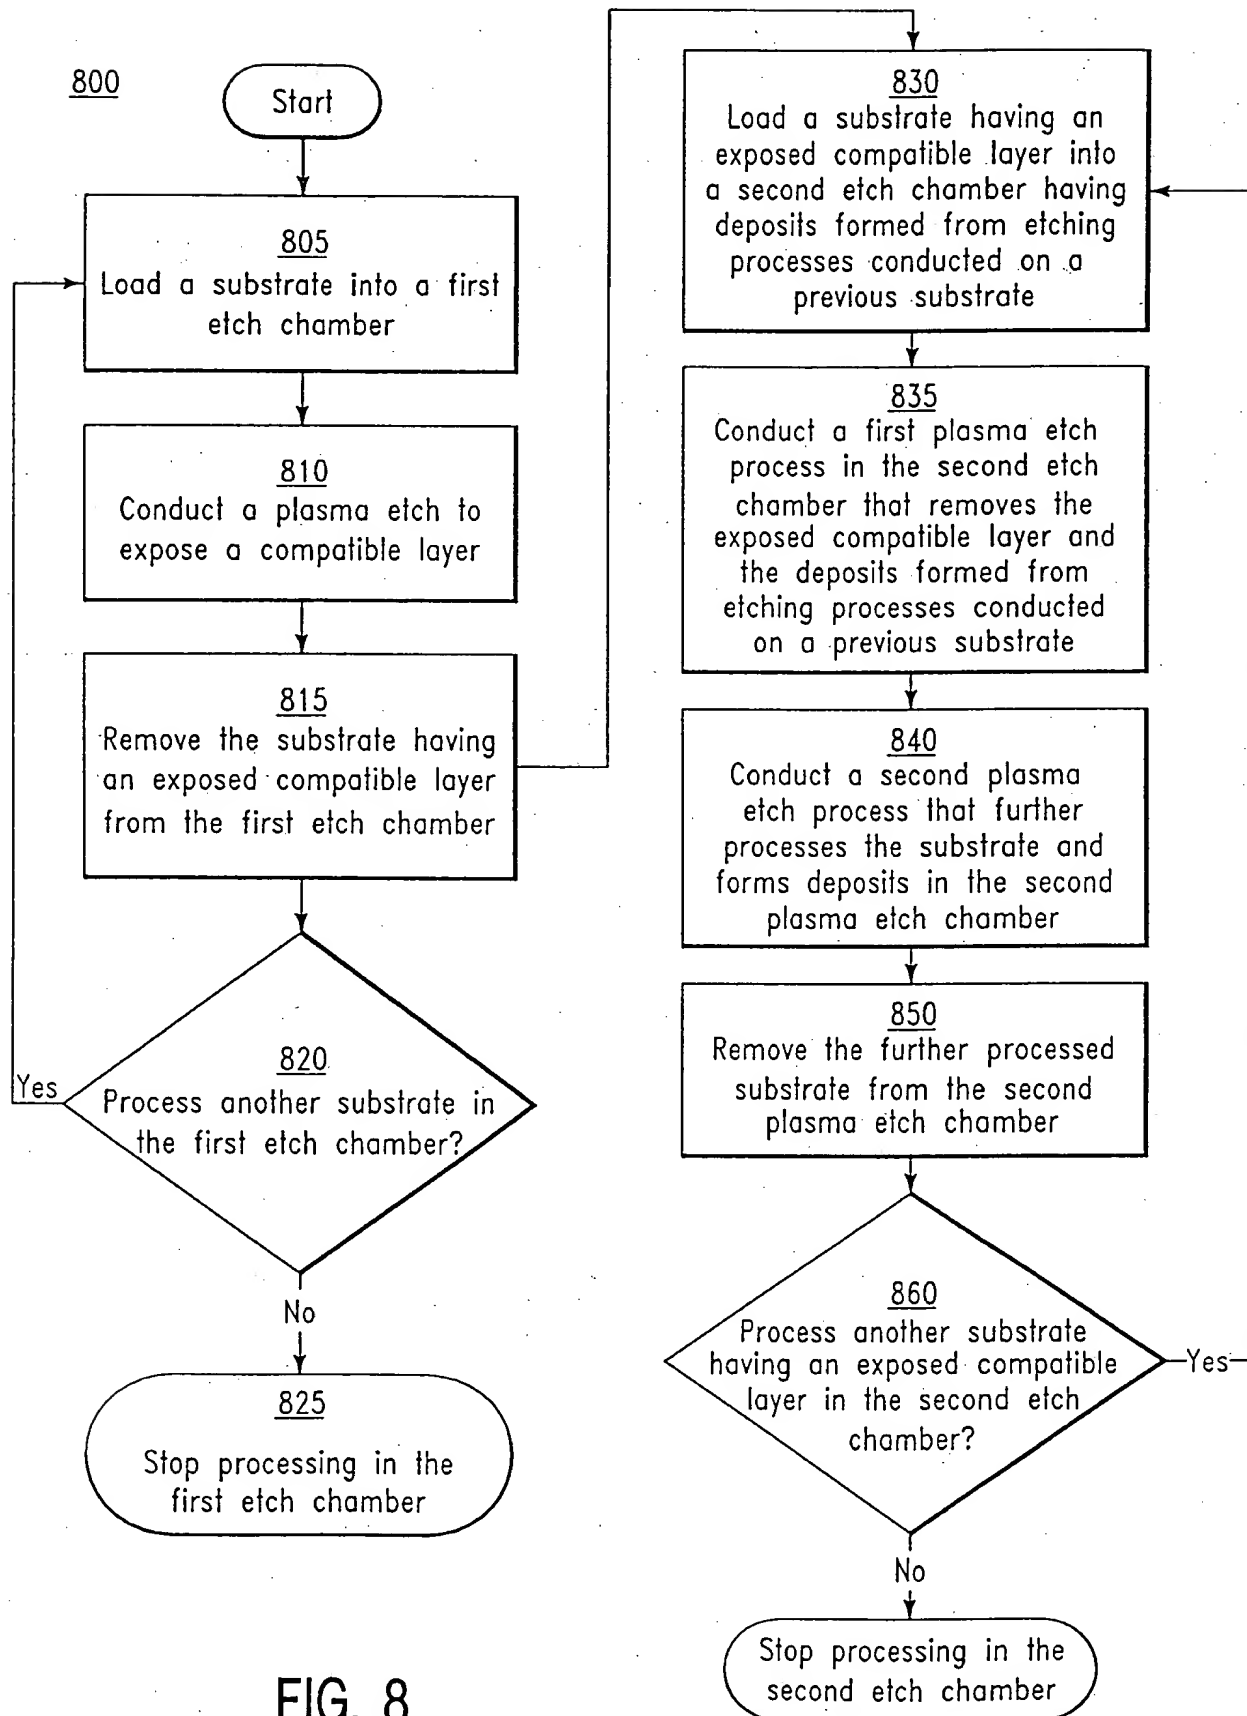 800
Start
805
Load a substrate into a first
etch chamber
810
Conduct a plasma etch to
expose a compatible layer
815
Remove the substrate having
an exposed compatible layer
from the first etch chamber
820
Process another substrate in
the first etch chamber?
Yes
No
825
Stop processing in the
first etch chamber
830
Load a substrate having an
exposed compatible layer into
a second etch chamber having
deposits formed from etching
processes conducted on a
previous substrate
835
Conduct a first plasma etch
process in the second etch
chamber that removes the
exposed compatible layer and
the deposits formed from
etching processes conducted
on a previous substrate
840
Conduct a second plasma
etch process that further
processes the substrate and
forms deposits in the second
plasma etch chamber
850
Remove the further processed
substrate from the second
plasma etch chamber
860
Process another substrate
having an exposed compatible
layer in the second etch
chamber?
Yes
No
Stop processing in the
second etch chamber
FIG. 8